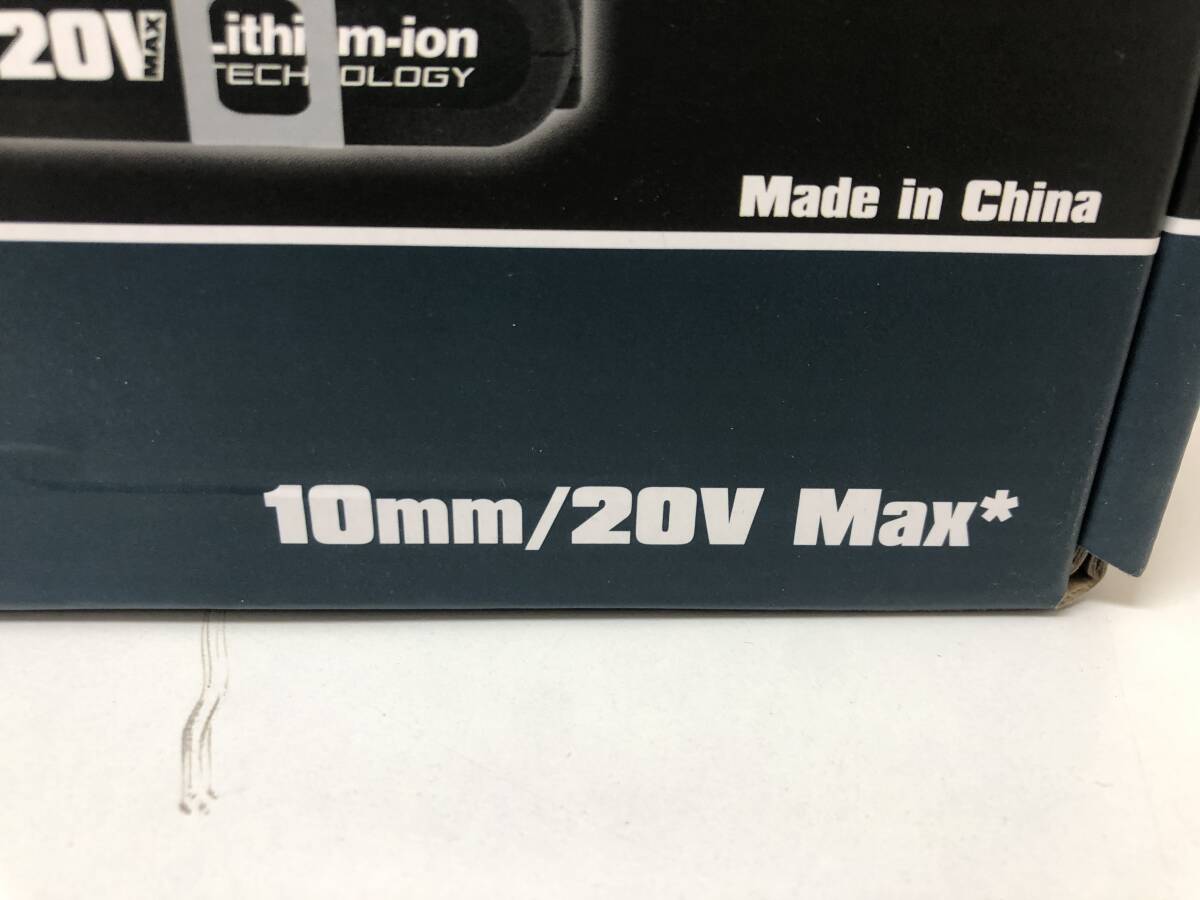 20V MAX Lithium-ion
TECHNOLOGY
Made in China
10mm/20V Max*